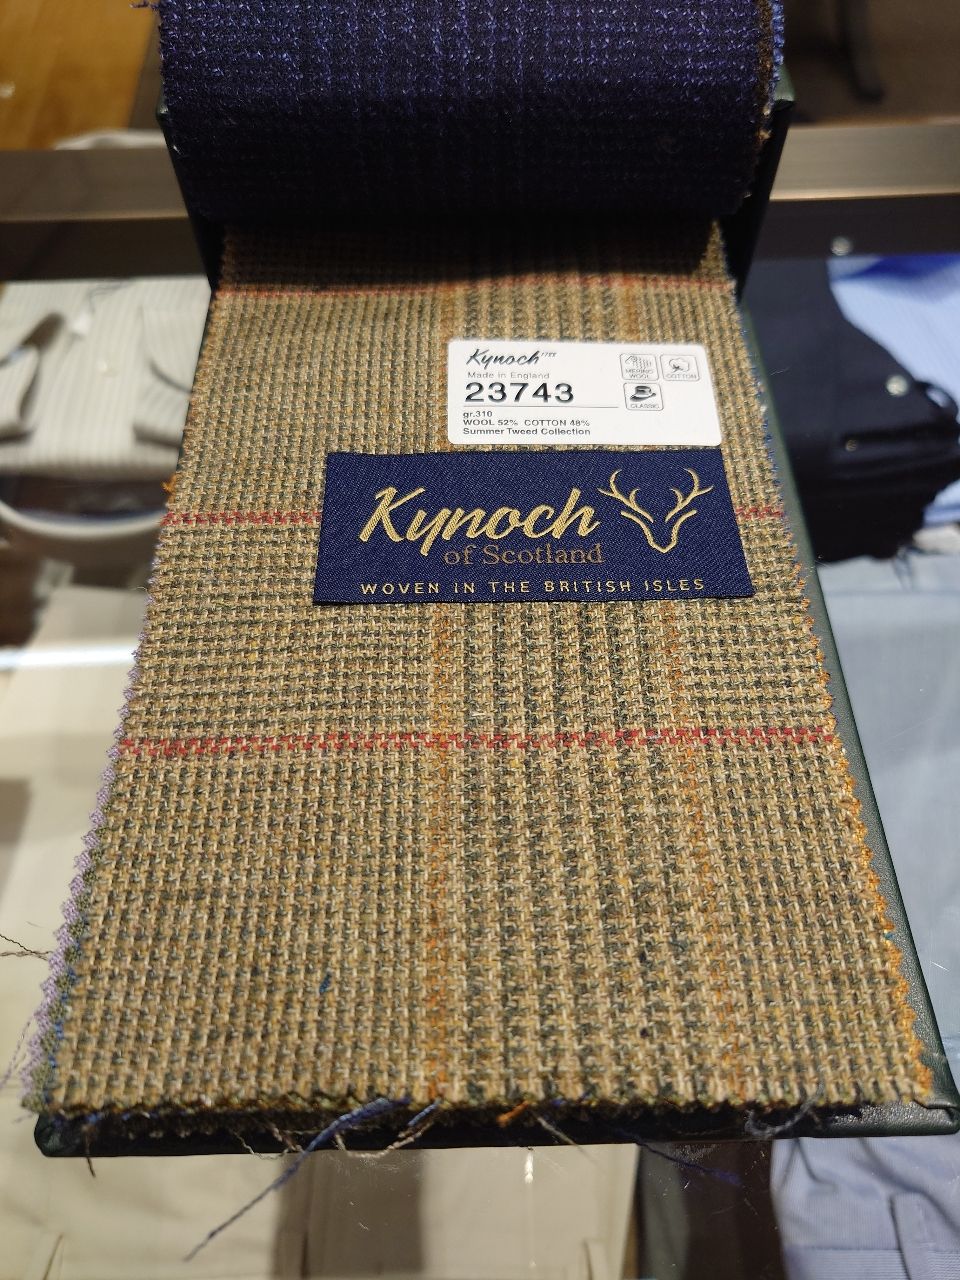 Kynoch 1788
Made in England
23743
MERINO WOOL
COTTON
CLASSIC
gr.310
WOOL 52% COTTON 48%
Summer Tweed Collection
Kynoch
of Scotland
WOVEN IN THE BRITISH ISLES